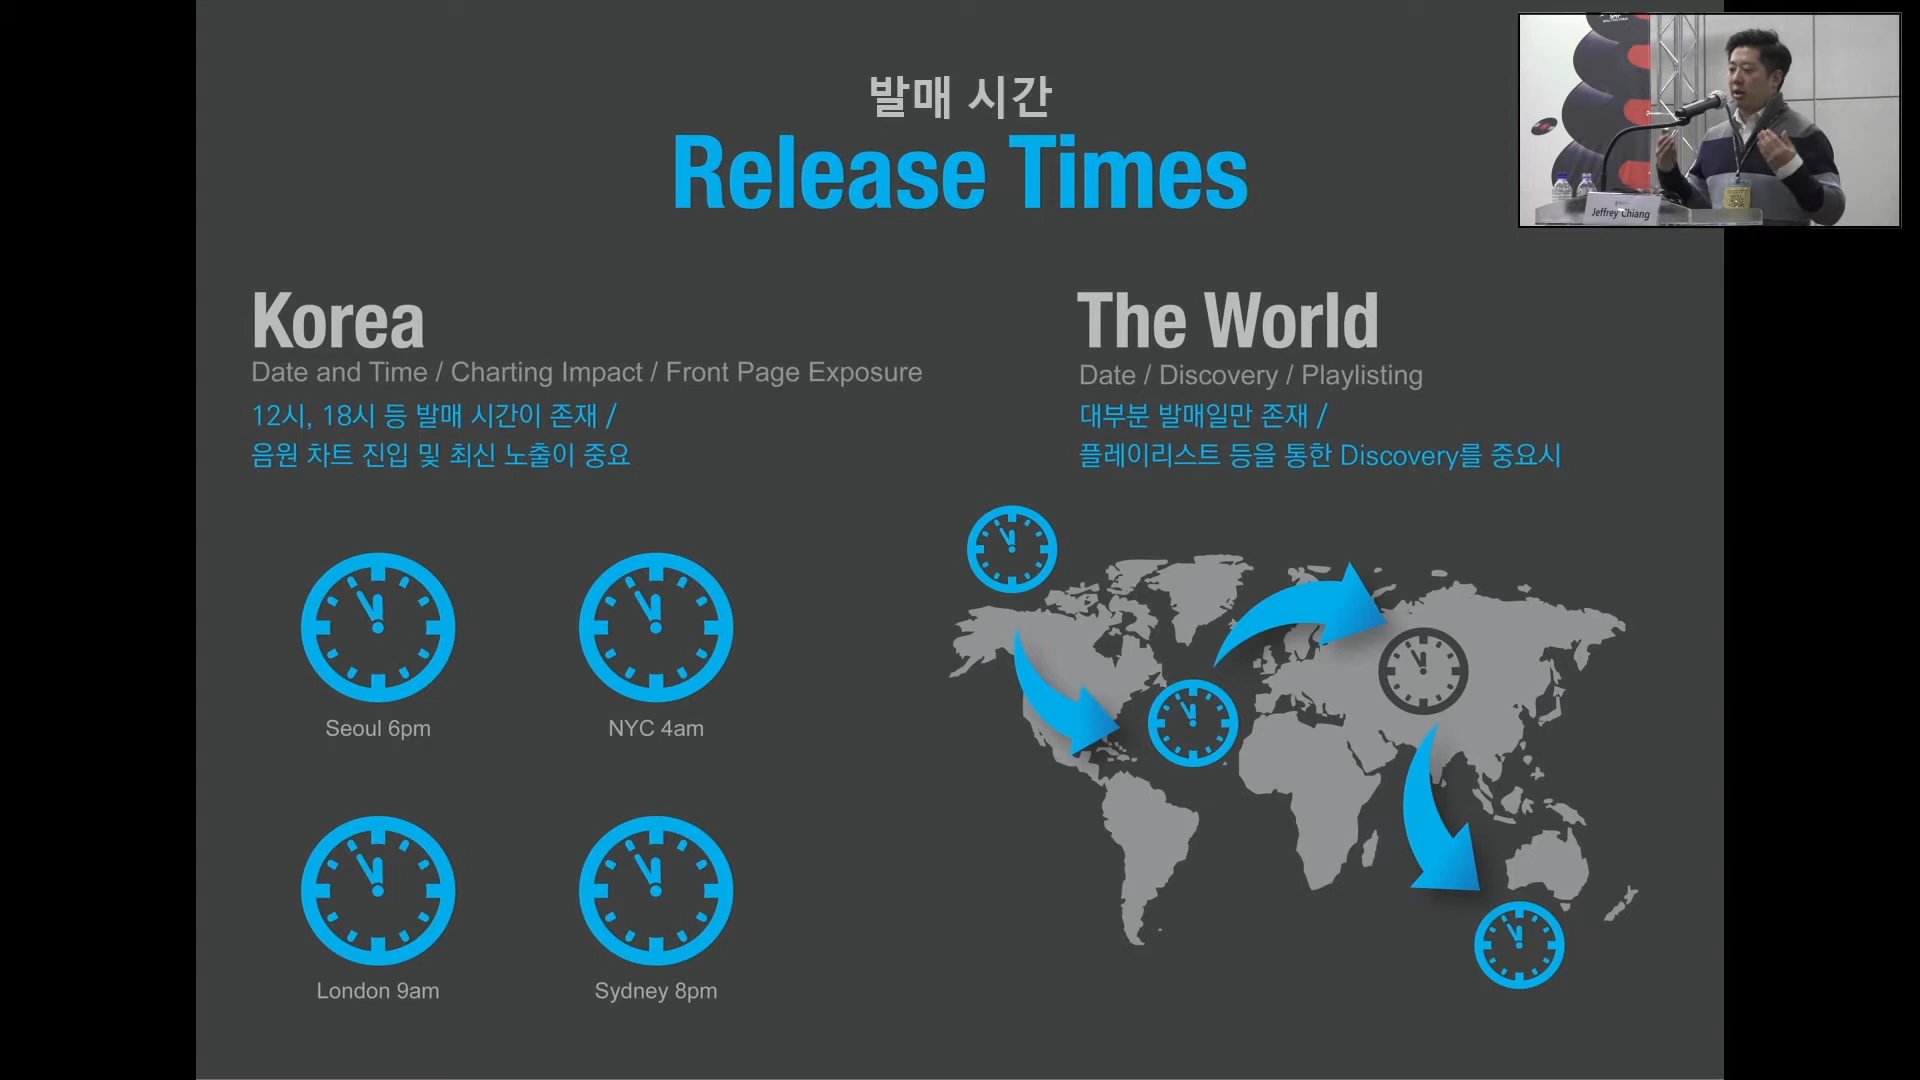 발매 시간
Release Times
Korea
Date and Time / Charting Impact / Front Page Exposure
12시, 18시 등 발매 시간이 존재 /
음원 차트 진입 및 최신 노출이 중요
The World
Date / Discovery / Playlisting
대부분 발매일만 존재 /
플레이리스트 등을 통한 Discovery를 중요시
Seoul 6pm
NYC 4am
London 9am
Sydney 8pm
Jeffrey Chiang